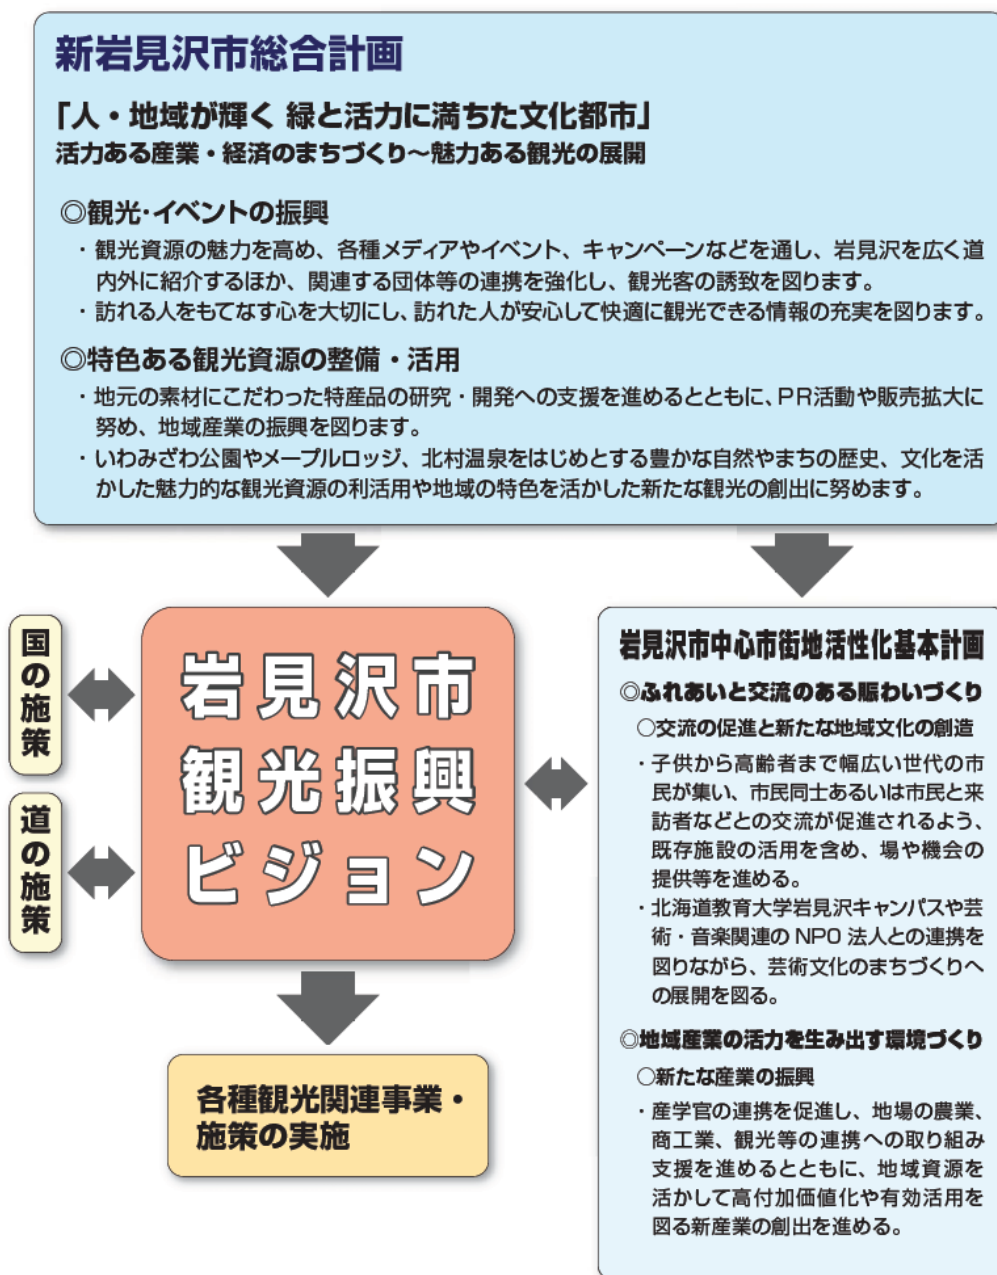 新岩見沢市総合計画
「人・地域が輝く 緑と活力に満ちた文化都市」
活力ある産業・経済のまちづくり～魅力ある観光の展開
◎観光・イベントの振興
・観光資源の魅力を高め、各種メディアやイベント、キャンペーンなどを通し、岩見沢を広く道
内外に紹介するほか、関連する団体等の連携を強化し、観光客の誘致を図ります。
・訪れる人をもてなす心を大切にし、訪れた人が安心して快適に観光できる情報の充実を図ります。
◎特色ある観光資源の整備・活用
・地元の素材にこだわった特産品の研究・開発への支援を進めるとともに、PR活動や販売拡大に
努め、地域産業の振興を図ります。
・いわみざわ公園やメープルロッジ、北村温泉をはじめとする豊かな自然やまちの歴史、文化を活
かした魅力的な観光資源の利活用や地域の特色を活かした新たな観光の創出に努めます。
国の施策
道の施策
岩見沢市
観光振興
ビジョン
各種観光関連事業・
施策の実施
岩見沢市中心市街地活性化基本計画
◎ふれあいと交流のある賑わいづくり
○交流の促進と新たな地域文化の創造
・子供から高齢者まで幅広い世代の市
民が集い、市民同士あるいは市民と来
訪者などとの交流が促進されるよう、
既存施設の活用を含め、場や機会の
提供等を進める。
・北海道教育大学岩見沢キャンパスや芸
術・音楽関連の NPO 法人との連携を
図りながら、芸術文化のまちづくりへ
の展開を図る。
◎地域産業の活力を生み出す環境づくり
○新たな産業の振興
・産学官の連携を促進し、地場の農業、
商工業、観光等の連携への取り組み
支援を進めるとともに、地域資源を
活かして高付加価値化や有効活用を
図る新産業の創出を進める。